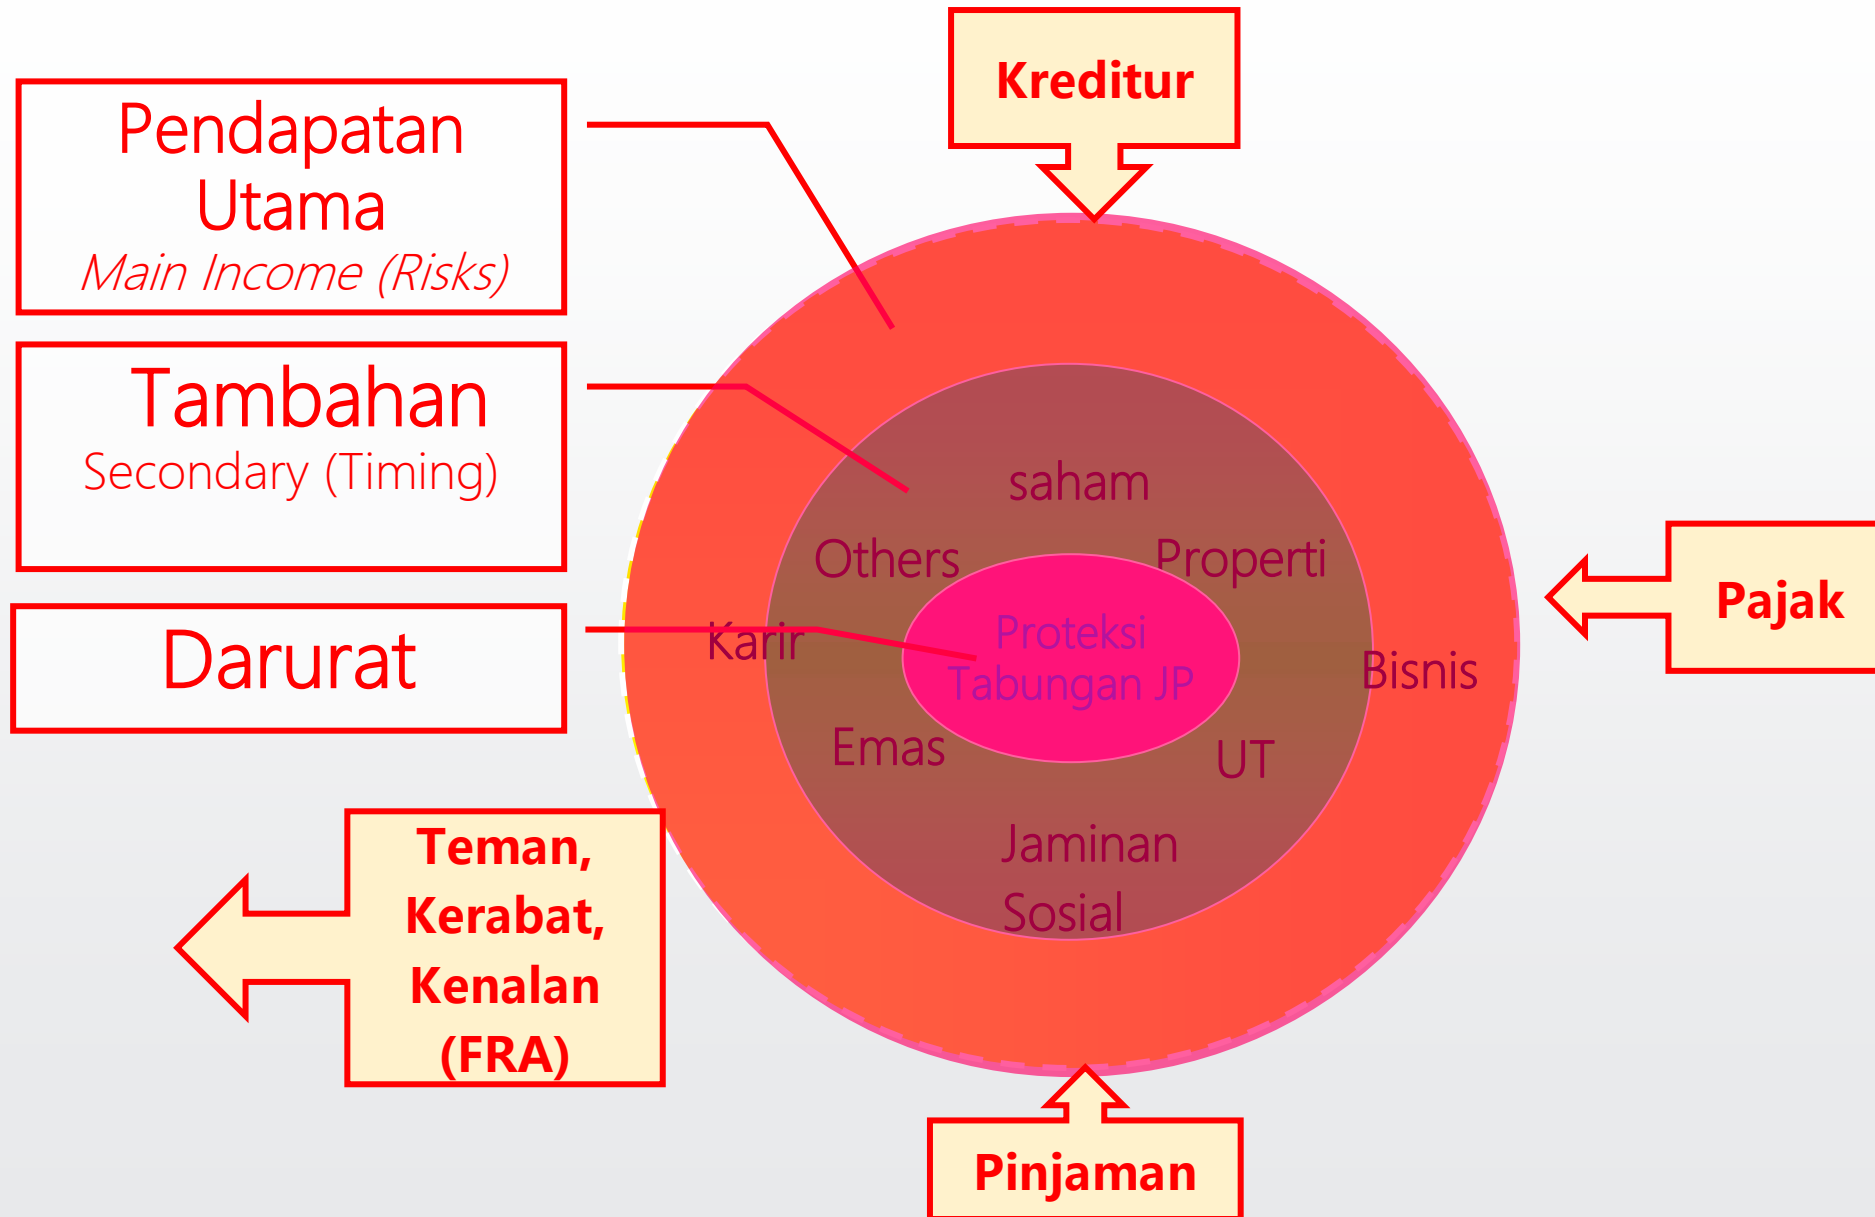 Kreditur
Pendapatan
Utama
Main Income (Risks)
Tambahan
Secondary (Timing)
Darurat
saham
Others
Properti
Karir
Proteksi
Tabungan JP
Bisnis
Emas
UT
Jaminan
Sosial
Pajak
Teman,
Kerabat,
Kenalan
(FRA)
Pinjaman